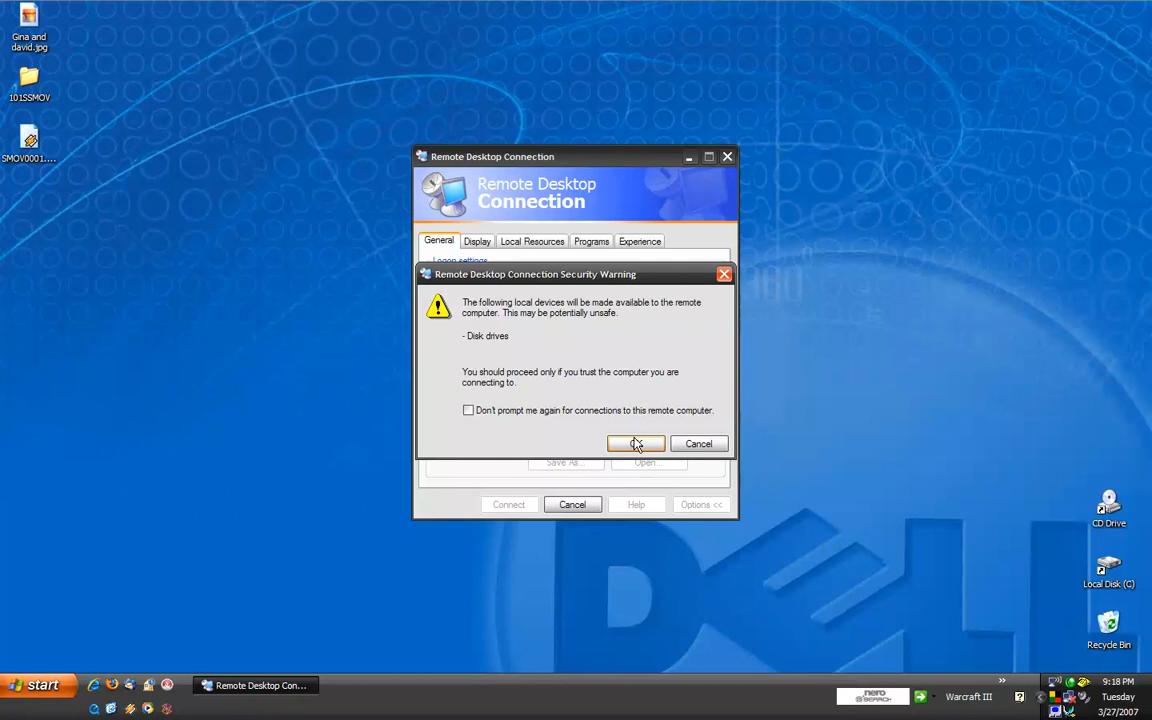 Gina and
david.jpg
101SSMOV
SMOV0001....
Remote Desktop Connection
Remote Desktop
Connection
General
Display
Local Resources
Programs
Experience
Logon settings
Remote Desktop Connection Security Warning
The following local devices will be made available to the remote
computer. This may be potentially unsafe.
- Disk drives
You should proceed only if you trust the computer you are
connecting to.
Don't prompt me again for connections to this remote computer.
Cancel
Save As...
Open...
Connect
Cancel
Help
Options <<
CD Drive
Local Disk (C)
Recycle Bin
DELL
start
Remote Desktop Con...
nero
SEARCH
Warcraft III
9:18 PM
Tuesday
3/27/2007